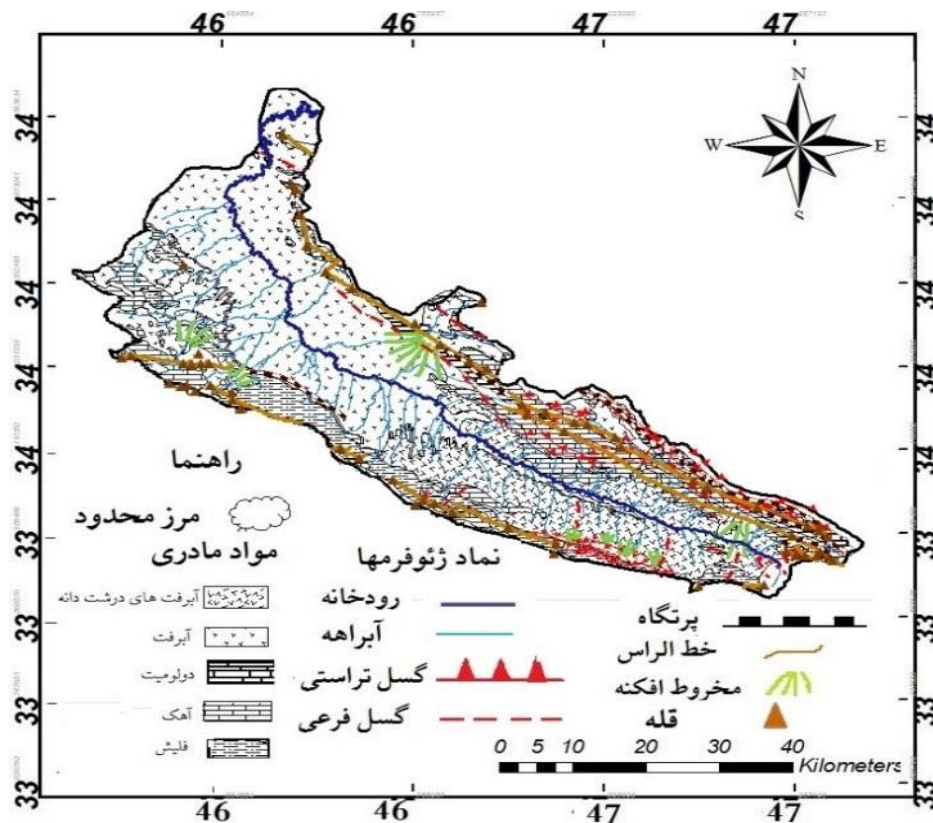 46 46 47 47
34
34
34
34
34
33
33
33
33
N
W E
S
راهنما
مرز محدود
مواد مادری
آبرفت های درشت دانه
آبرفت
دولومیت
آهک
فلیش
نماد ژئوفرمها
رودخانه
آبراهه
گسل تراستی
گسل فرعی
پرتگاه
خط الراس
مخروط افکنه
قله
0 5 10 20 30 40
Kilometers
46 46 47 47
34
34
34
34
34
33
33
33
33